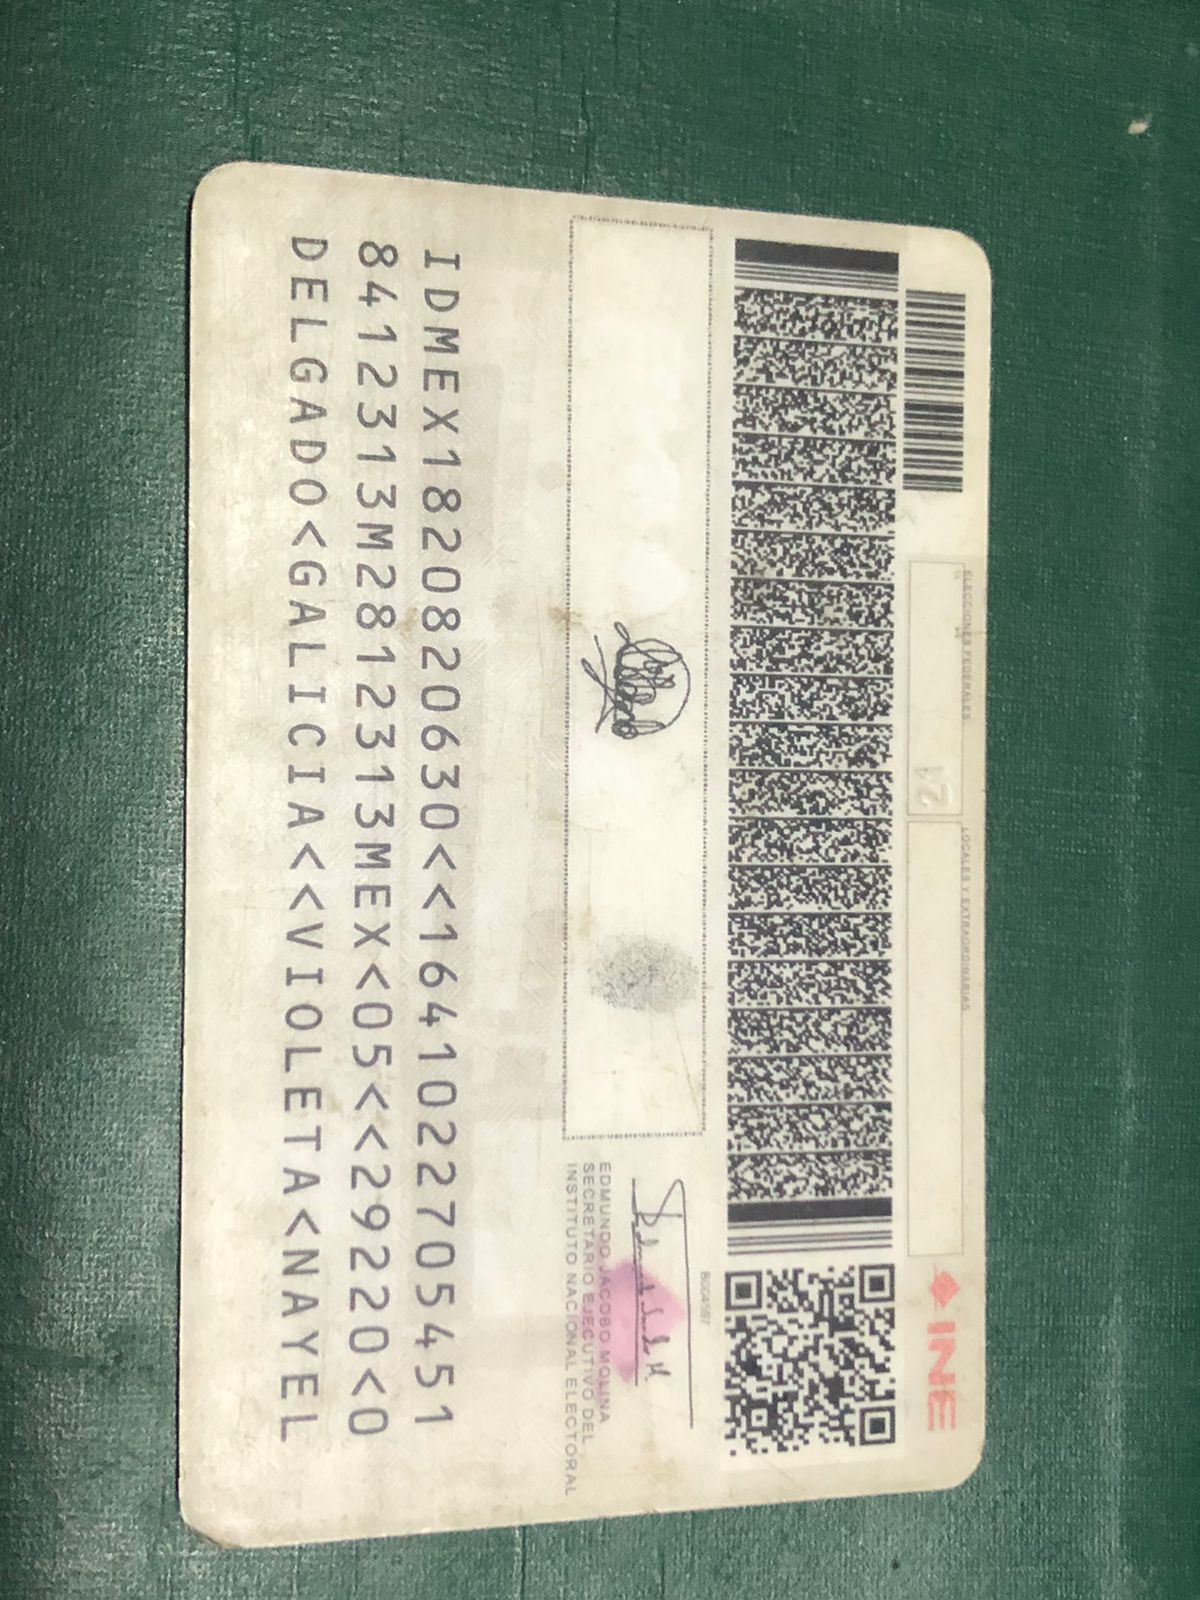 ELECCIONES FEDERALES
LOCALES Y EXTRAORDINARIAS
INE
21
EDMUNDO JACOBO MOLINA
SECRETARIO EJECUTIVO DEL
INSTITUTO NACIONAL ELECTORAL
IDMEX1820820630<<1641022705451
8412313M2812313MEX<05<<29220<0
DELGADO<GALICIA<<VIOLETA<NAYEL